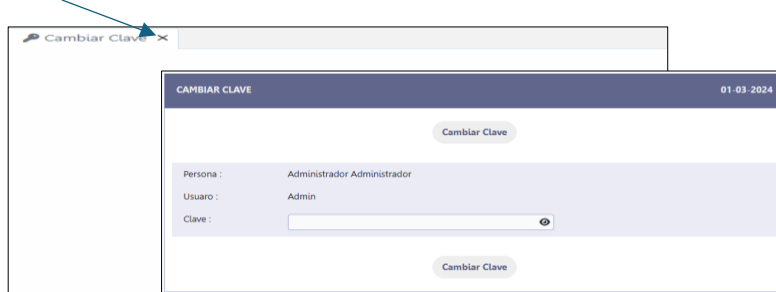 Cambiar Clave
CAMBIAR CLAVE 01-03-2024
Cambiar Clave
Persona : Administrador Administrador
Usuaro : Admin
Clave :
Cambiar Clave